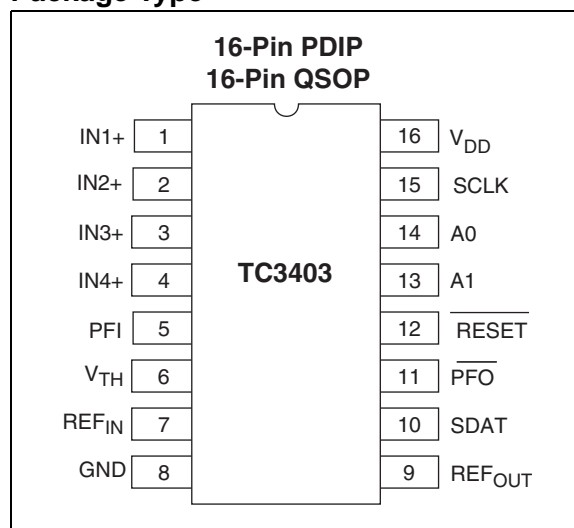 Package Type
16-Pin PDIP
16-Pin QSOP
IN1+ 1
IN2+ 2
IN3+ 3
IN4+ 4
PFI 5
VTH 6
REFIN 7
GND 8
TC3403
16 VDD
15 SCLK
14 A0
13 A1
12 RESET
11 PFO
10 SDAT
9 REFOUT